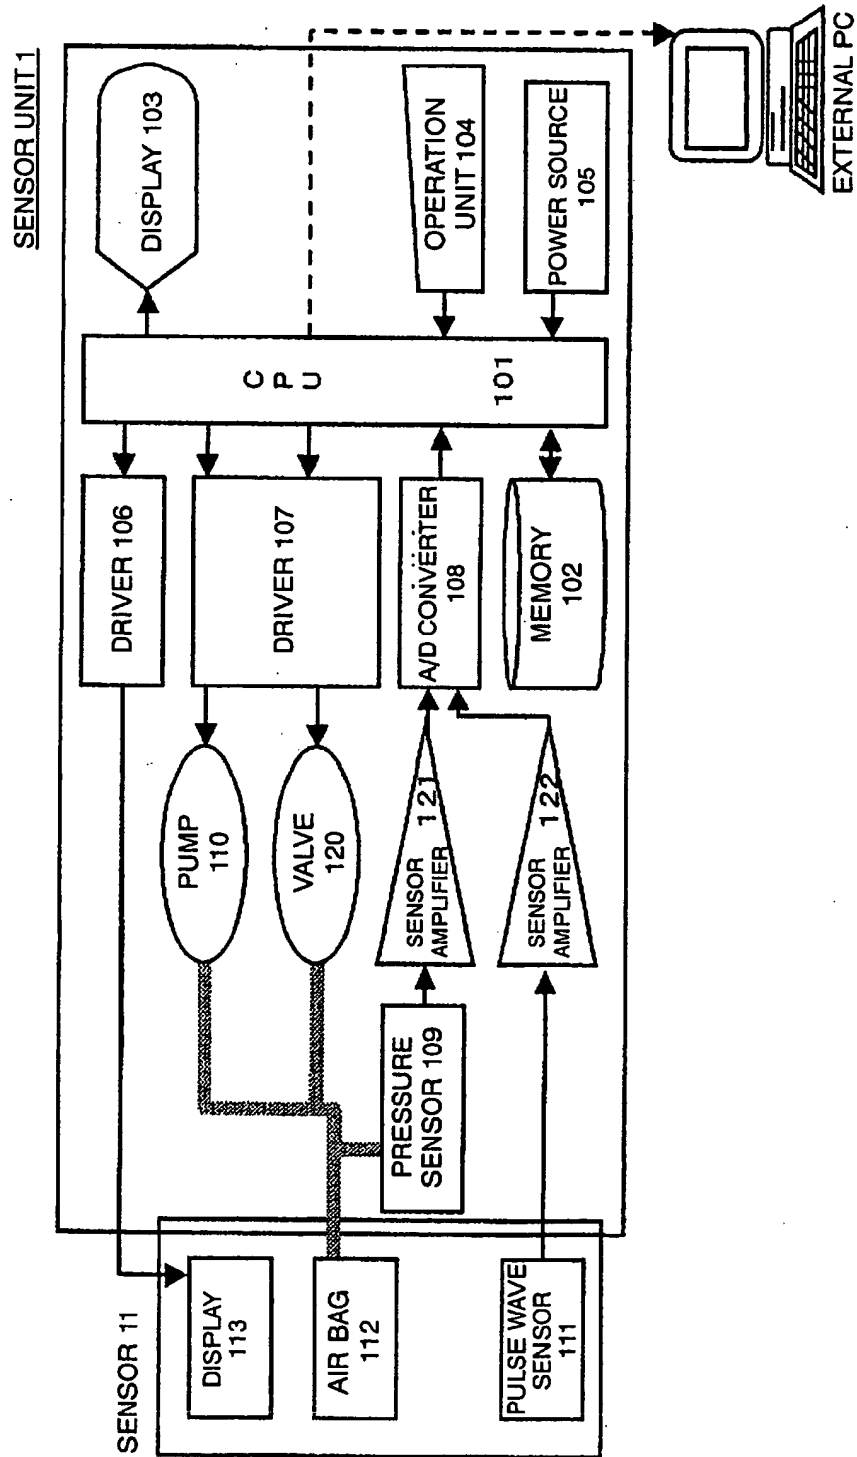 SENSOR UNIT 1
DISPLAY 103
OPERATION
UNIT 104
POWER SOURCE
105
EXTERNAL PC
CPU
101
DRIVER 106
DRIVER 107
A/D CONVERTER
108
MEMORY
102
PUMP
110
VALVE
120
SENSOR
AMPLIFIER
121
SENSOR
AMPLIFIER
122
PRESSURE
SENSOR 109
SENSOR 11
DISPLAY
113
AIR BAG
112
PULSE WAVE
SENSOR
111